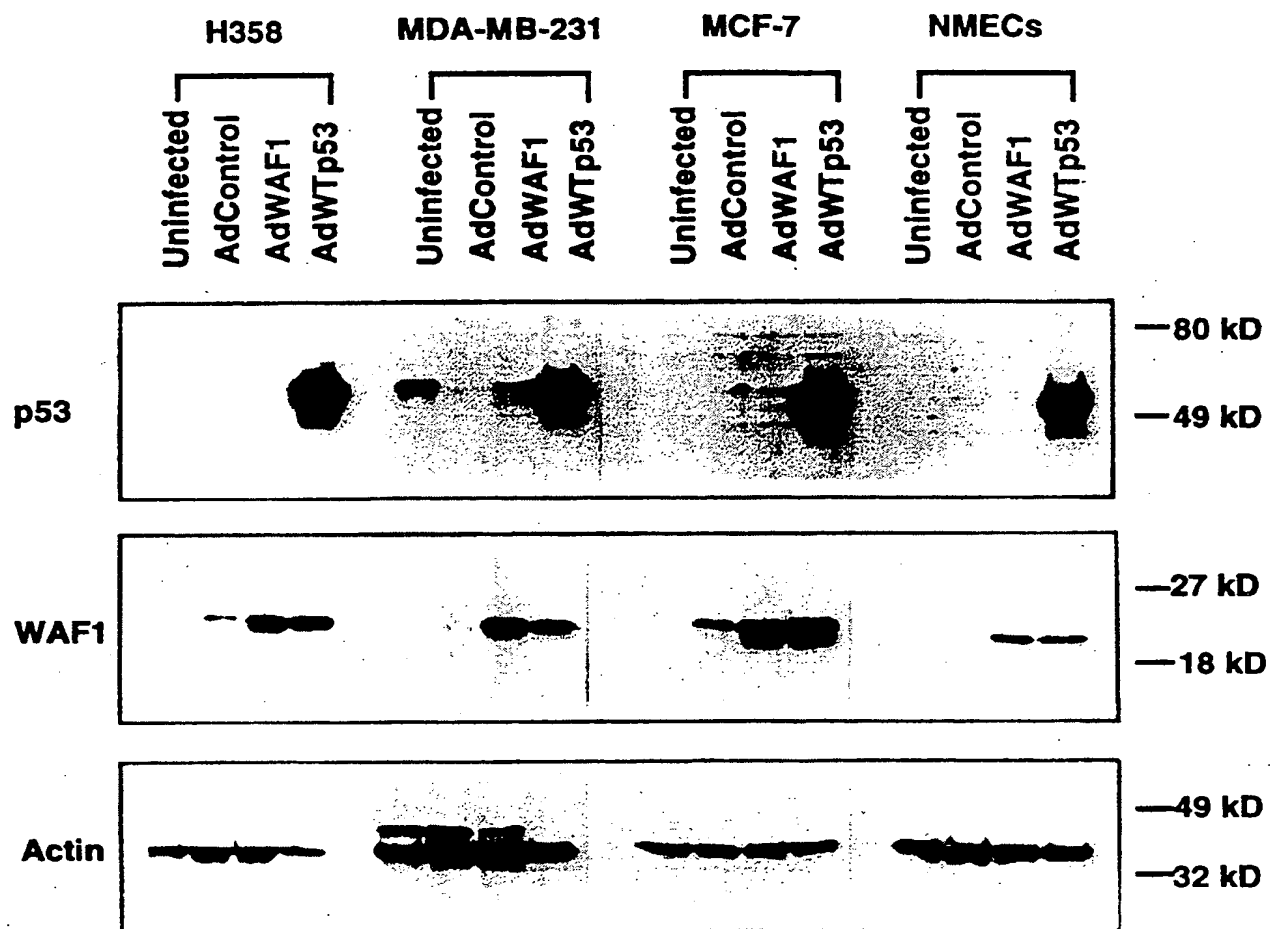 H358 MDA-MB-231 MCF-7 NMECs
Uninfected AdControl AdWAF1 AdWTp53 Uninfected AdControl AdWAF1 AdWTp53 Uninfected AdControl AdWAF1 AdWTp53 Uninfected AdControl AdWAF1 AdWTp53
80 kD
p53
49 kD
27 kD
WAF1
18 kD
49 kD
Actin
32 kD